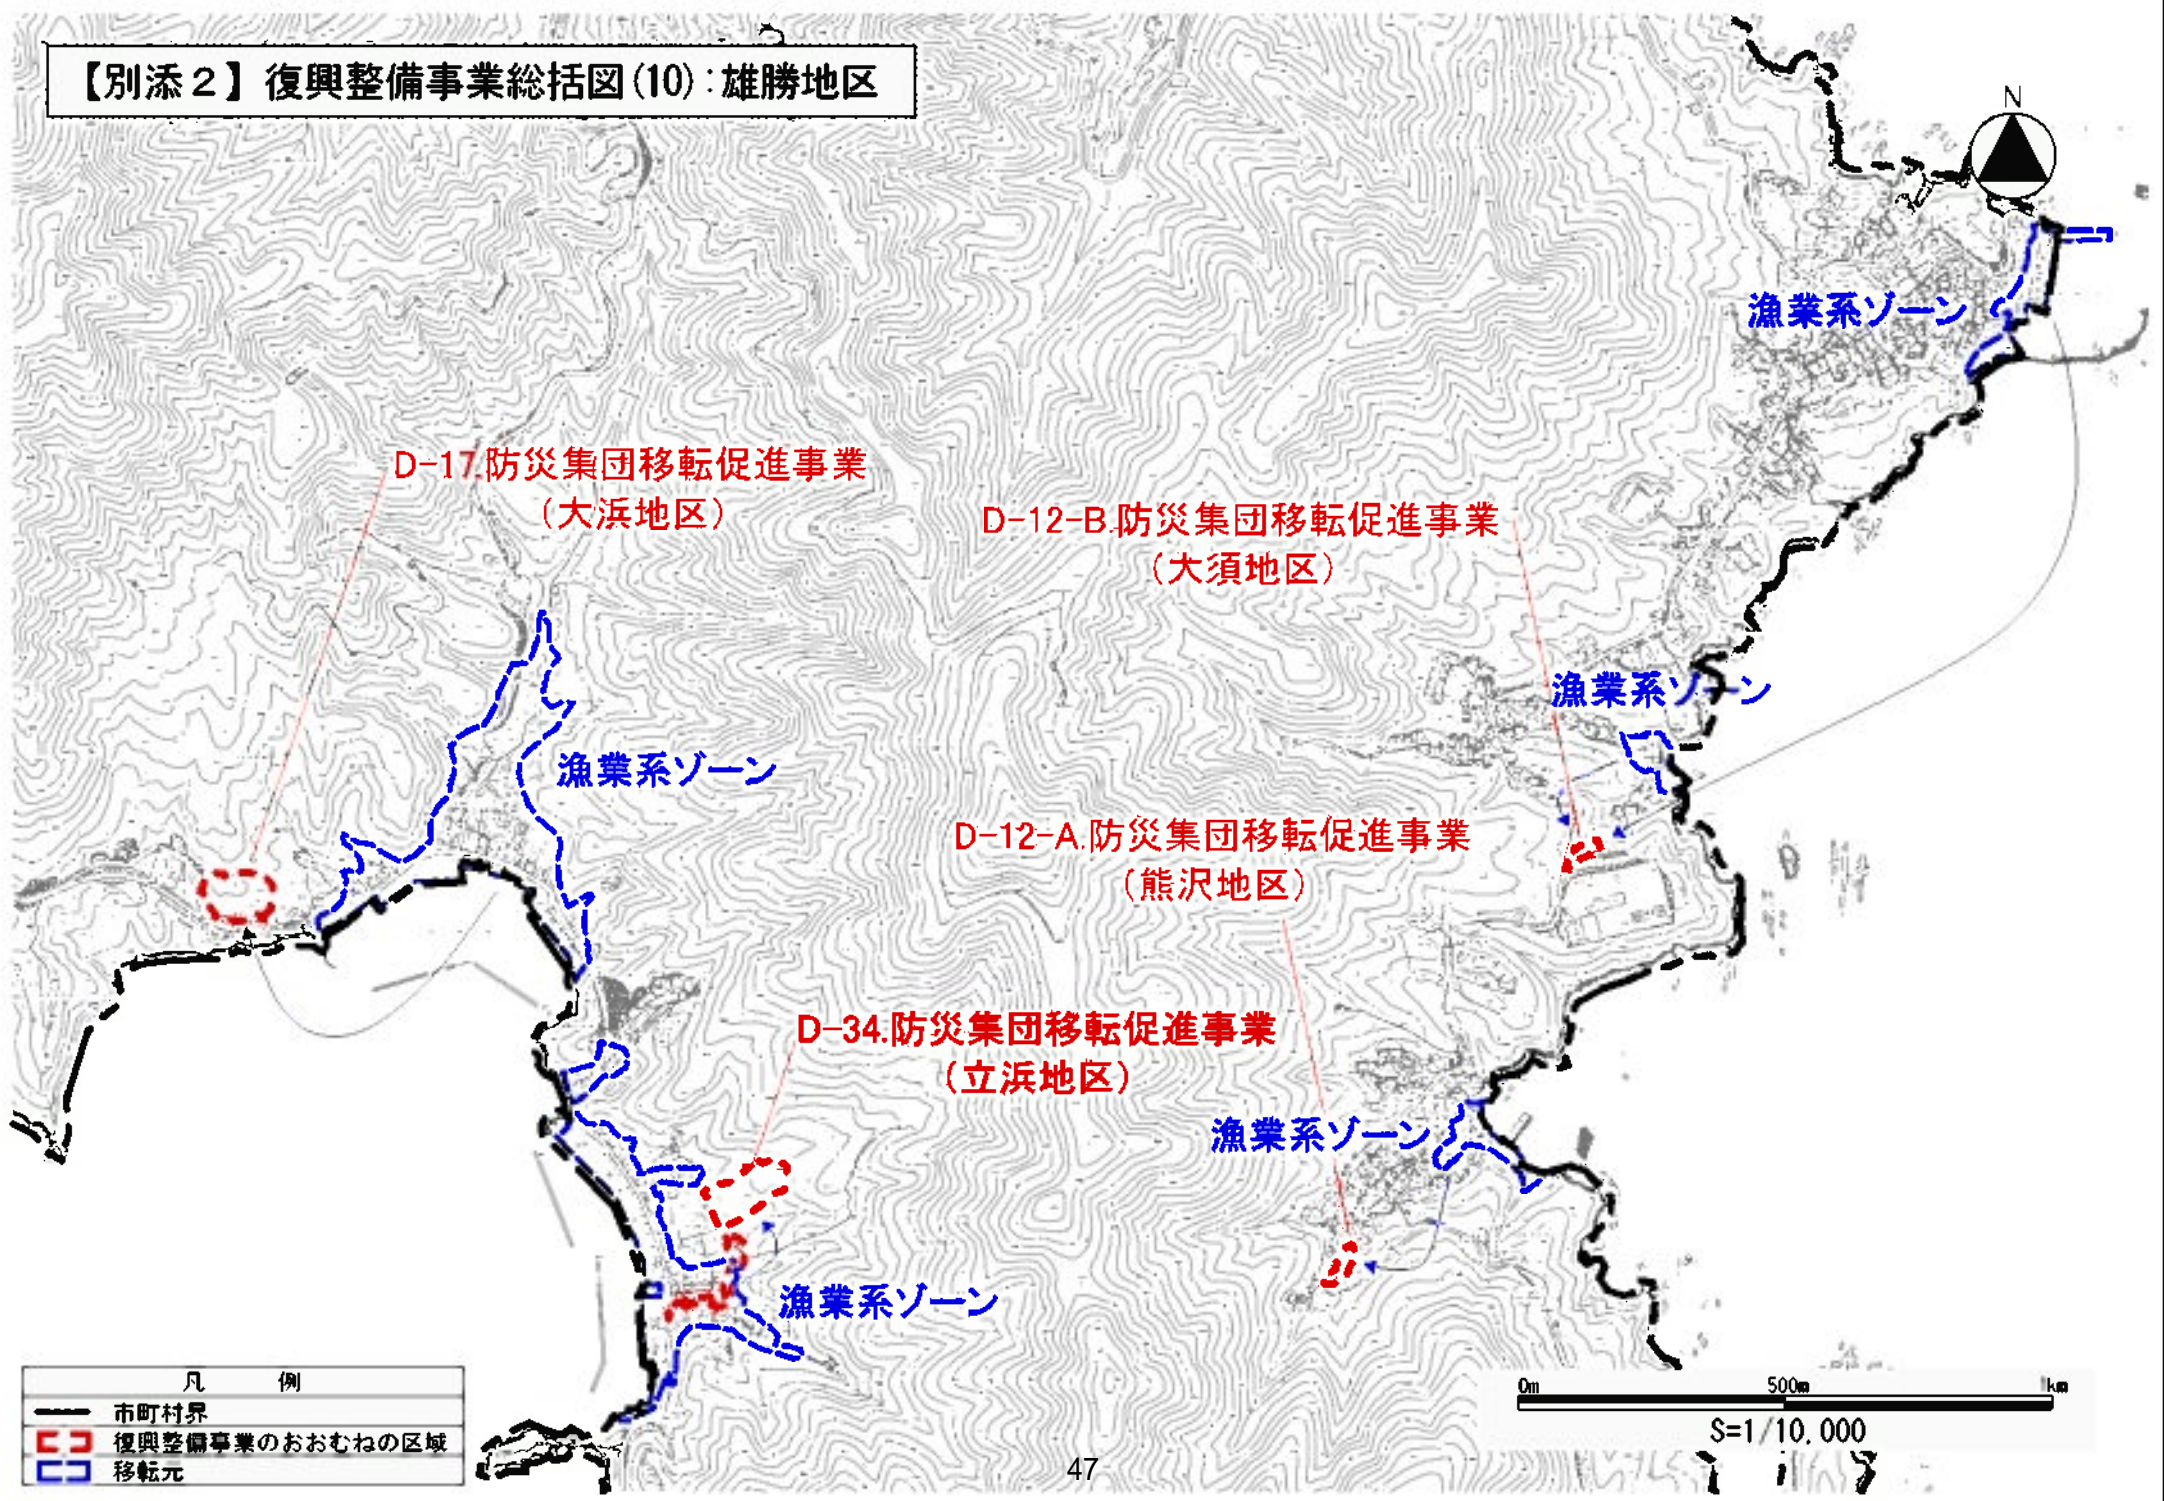 【別添２】復興整備事業総括図(10):雄勝地区
N
漁業系ゾーン
D-17.防災集団移転促進事業
（大浜地区）
D-12-B.防災集団移転促進事業
（大須地区）
漁業系ゾーン
漁業系ゾーン
D-12-A.防災集団移転促進事業
（熊沢地区）
D-34.防災集団移転促進事業
（立浜地区）
漁業系ゾーン
漁業系ゾーン
凡　例
市町村界
復興整備事業のおおむねの区域
移転元
0m 500m 1km
S=1/10,000
47